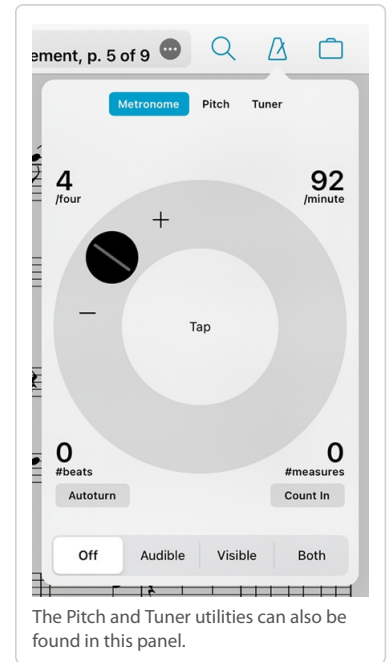 ement, p. 5 of 9
Metronome Pitch Tuner
4 92
/four /minute
+
−
Tap
0 0
#beats #measures
Autoturn Count In
Off Audible Visible Both
The Pitch and Tuner utilities can also be
found in this panel.